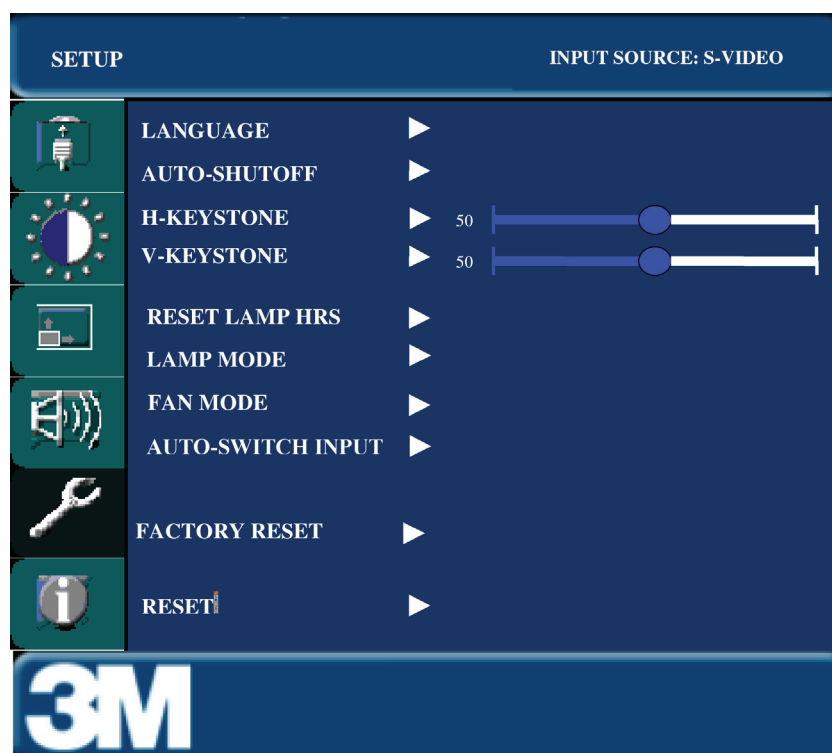 SETUP INPUT SOURCE: S-VIDEO
LANGUAGE
AUTO-SHUTOFF
H-KEYSTONE 50
V-KEYSTONE 50
RESET LAMP HRS
LAMP MODE
FAN MODE
AUTO-SWITCH INPUT
FACTORY RESET
RESET
3M